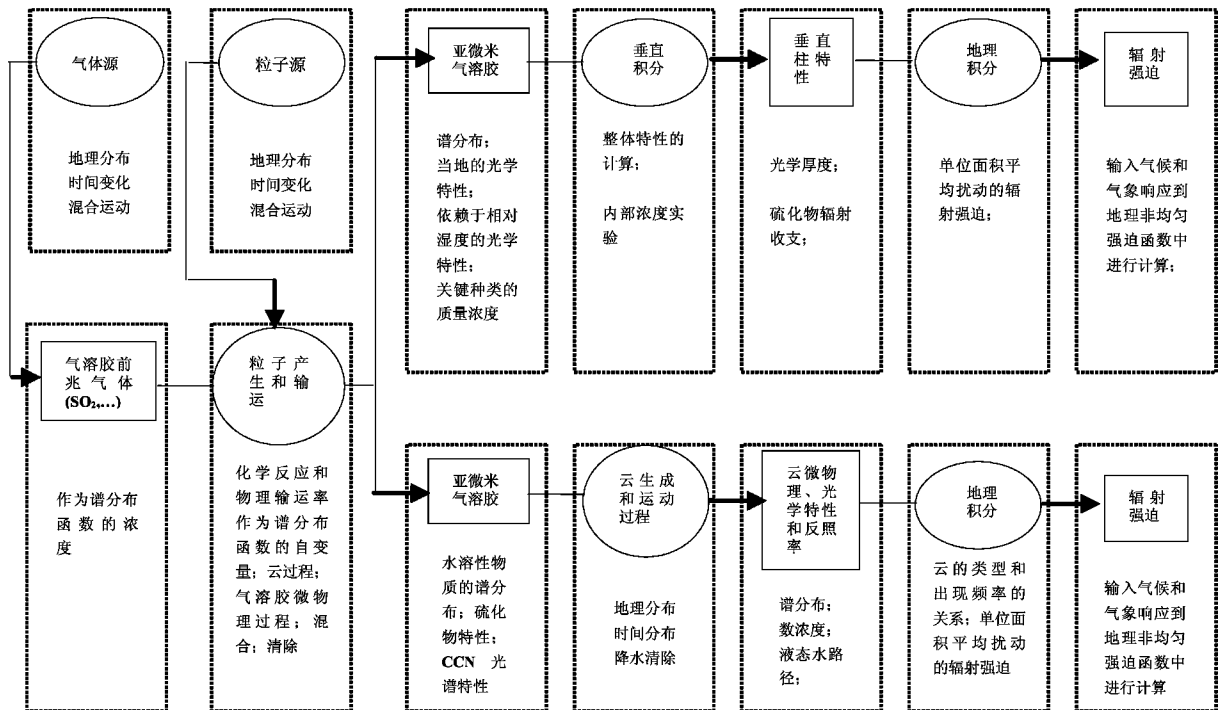 气体源
地理分布
时间变化
混合运动
粒子源
地理分布
时间变化
混合运动
亚微米
气溶胶
谱分布；
当地的光学
特性；
依赖于相对
湿度的光学
特性；
关键种类的
质量浓度
垂直
积分
整体特性的
计算；
内部浓度实
验
垂 直
柱 特
性
光学厚度；
硫化物辐射
收支；
地理
积分
单位面积平
均扰动的辐
射强迫；
辐 射
强迫
输入气候和
气象响应到
地理非均匀
强迫函数中
进行计算；
气溶胶前
兆 气 体
(SO₂,…)
作为谱分布
函 数 的 浓
度
粒 子 产
生 和 输
运
化学反应和
物理输运率
作为谱分布
函数的自变
量；云过程；
气溶胶微物
理过程；混
合；清除
亚微米
气溶胶
水溶性物
质的谱分
布；硫化
物特性；
CCN 光
谱特性
云生成
和运动
过程
地理分布
时间分布
降水清除
云微物
理、光
学特性
和反照
率
谱分布；
数浓度；
液态水路
径；
地理
积分
云的类型和
出现频率的
关系；单位面
积平均扰动
的辐射强迫
辐 射
强迫
输入气候和
气象响应到
地理非均匀
强迫函数中
进行计算